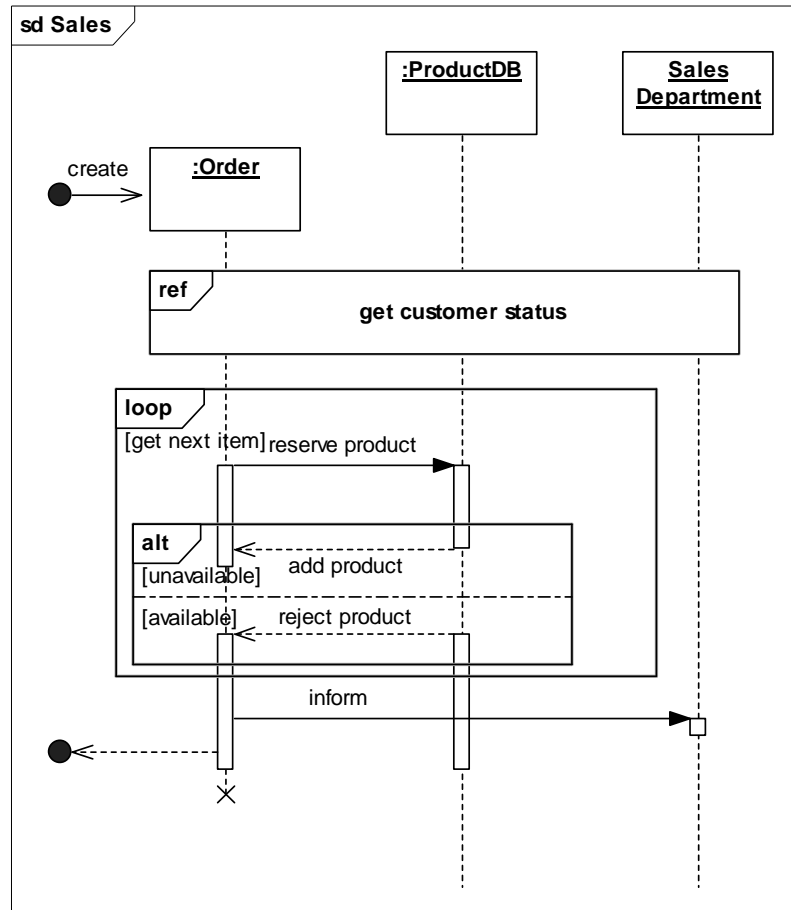 sd Sales
:ProductDB
Sales
Department
create
:Order
ref
get customer status
loop
[get next item]
reserve product
alt
add product
[unavailable]
[available]
reject product
inform